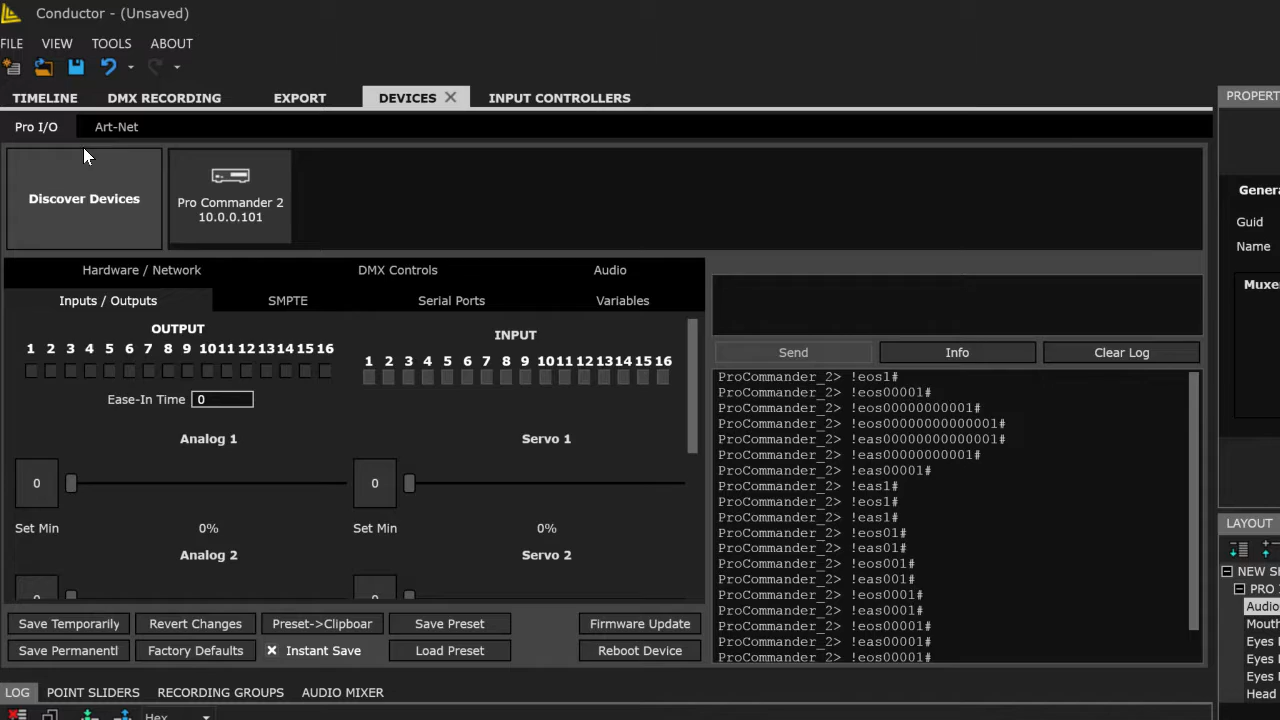 Conductor - (Unsaved)
FILE VIEW TOOLS ABOUT
TIMELINE DMX RECORDING EXPORT DEVICES INPUT CONTROLLERS
PROPERT
Pro I/O Art-Net
Discover Devices
Pro Commander 2
10.0.0.101
Genera
Guid
Name
Muxe
Hardware / Network DMX Controls Audio
Inputs / Outputs SMPTE Serial Ports Variables
OUTPUT
1 2 3 4 5 6 7 8 9 10 11 12 13 14 15 16
INPUT
1 2 3 4 5 6 7 8 9 10 11 12 13 14 15 16
Ease-In Time 0
Analog 1 Servo 1
0 0
Set Min 0% Set Min 0%
Analog 2 Servo 2
0 0
Save Temporarily Revert Changes Preset->Clipboar Save Preset Firmware Update
Save Permanentl Factory Defaults Instant Save Load Preset Reboot Device
Send Info Clear Log
ProCommander_2> !eos1#
ProCommander_2> !eos00001#
ProCommander_2> !eos00000000001#
ProCommander_2> !eos00000000000001#
ProCommander_2> !eas00000000000001#
ProCommander_2> !eas00000000001#
ProCommander_2> !eas00001#
ProCommander_2> !eas1#
ProCommander_2> !eos1#
ProCommander_2> !eas1#
ProCommander_2> !eos01#
ProCommander_2> !eas01#
ProCommander_2> !eos001#
ProCommander_2> !eas001#
ProCommander_2> !eos0001#
ProCommander_2> !eas0001#
ProCommander_2> !eos00001#
ProCommander_2> !eas00001#
ProCommander_2> !eos00001#
LAYOUT
NEW S
PRO
Audio
Mouth
Eyes
Eyes
Eyes
Head
LOG POINT SLIDERS RECORDING GROUPS AUDIO MIXER
Hex